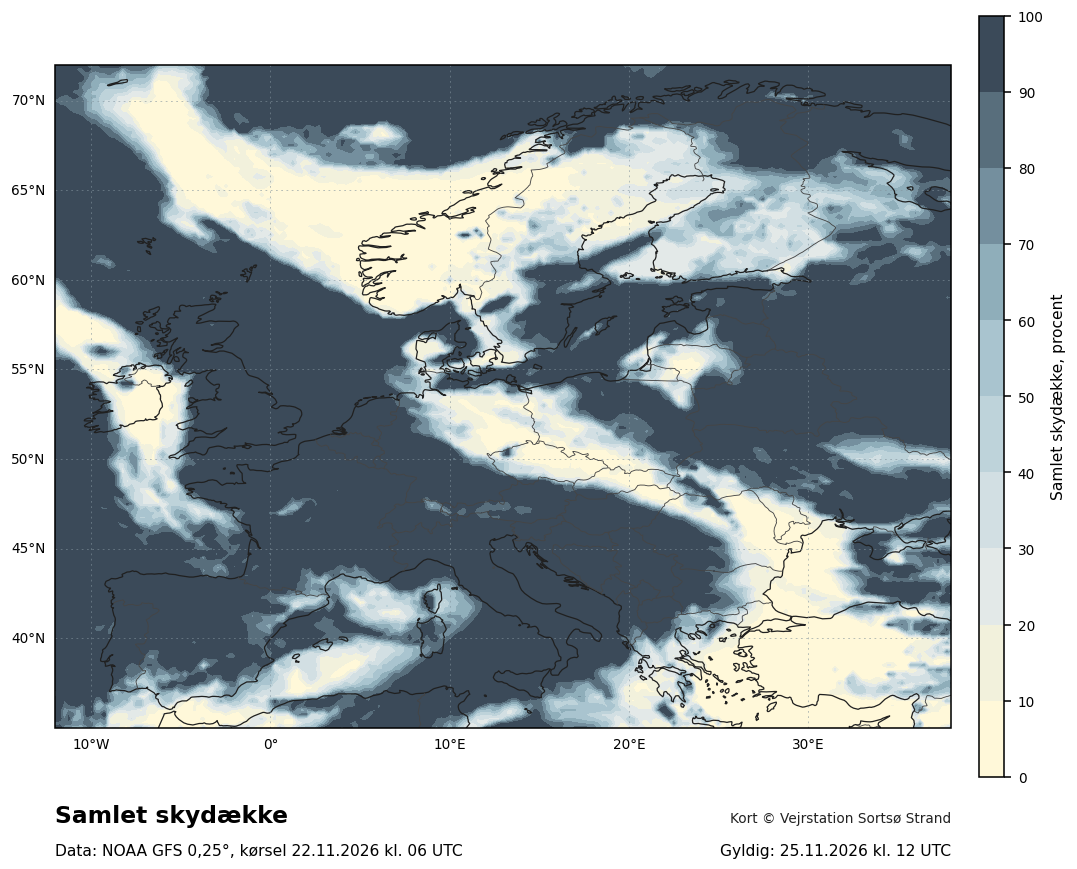 70°N
65°N
60°N
55°N
50°N
45°N
40°N
10°W
0°
10°E
20°E
30°E
100
90
80
70
60
50
40
30
20
10
0
Samlet skydække, procent
Samlet skydække
Kort © Vejrstation Sortsø Strand
Data: NOAA GFS 0,25°, kørsel 22.11.2026 kl. 06 UTC
Gyldig: 25.11.2026 kl. 12 UTC